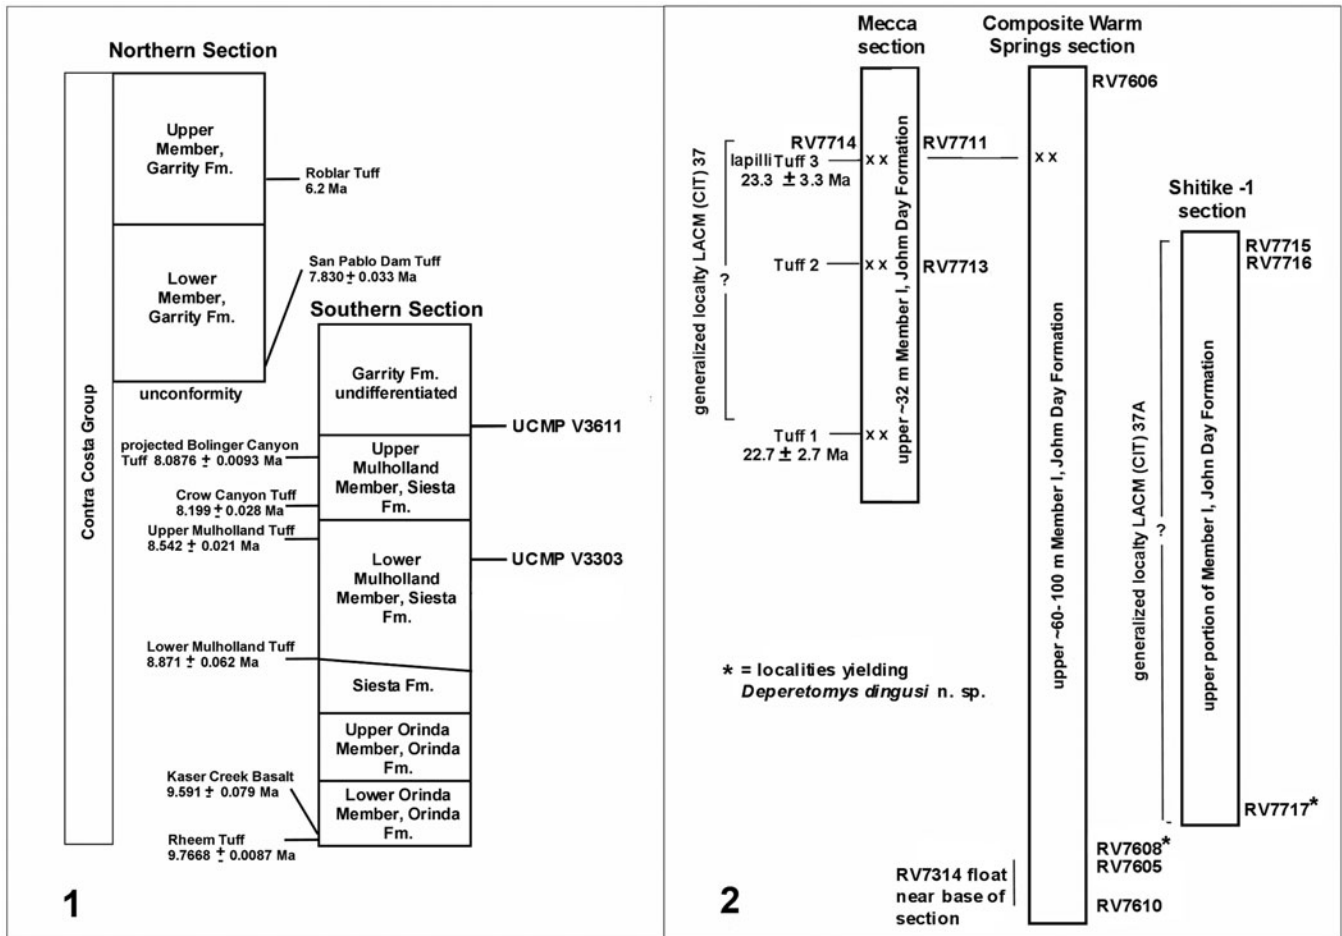 Northern Section
Contra Costa Group
Upper
Member,
Garrity Fm.
Roblar Tuff
6.2 Ma
Lower
Member,
Garrity Fm.
San Pablo Dam Tuff
7.830 ± 0.033 Ma
unconformity
Southern Section
Garrity Fm.
undifferentiated
UCMP V3611
projected Bolinger Canyon
Tuff 8.0876 ± 0.0093 Ma
Upper
Mulholland
Member, Siesta
Fm.
Crow Canyon Tuff
8.199 ± 0.028 Ma
Upper Mulholland Tuff
8.542 ± 0.021 Ma
Lower
Mulholland
Member, Siesta
Fm.
UCMP V3303
Lower Mulholland Tuff
8.871 ± 0.062 Ma
Siesta Fm.
Upper Orinda
Member, Orinda
Fm.
Kaser Creek Basalt
9.591 ± 0.079 Ma
Lower Orinda
Member, Orinda
Fm.
Rheem Tuff
9.7668 ± 0.0087 Ma
1
Mecca
section
Composite Warm
Springs section
RV7606
RV7714
RV7711
lapilli Tuff 3
x x
x x
23.3 ± 3.3 Ma
generalized locality LACM (CIT) 37
?
Tuff 2
x x
RV7713
Tuff 1
x x
22.7 ± 2.7 Ma
upper ~32 m Member I, Johm Day Formation
upper ~60-100 m Member I, Johm Day Formation
Shitike -1
section
RV7715
RV7716
generalized locality LACM (CIT) 37A
?
upper portion of Member I, John Day Formation
RV7717*
* = localities yielding
Deperetomys dingusi n. sp.
RV7608*
RV7605
RV7314 float
near base of
section
RV7610
2